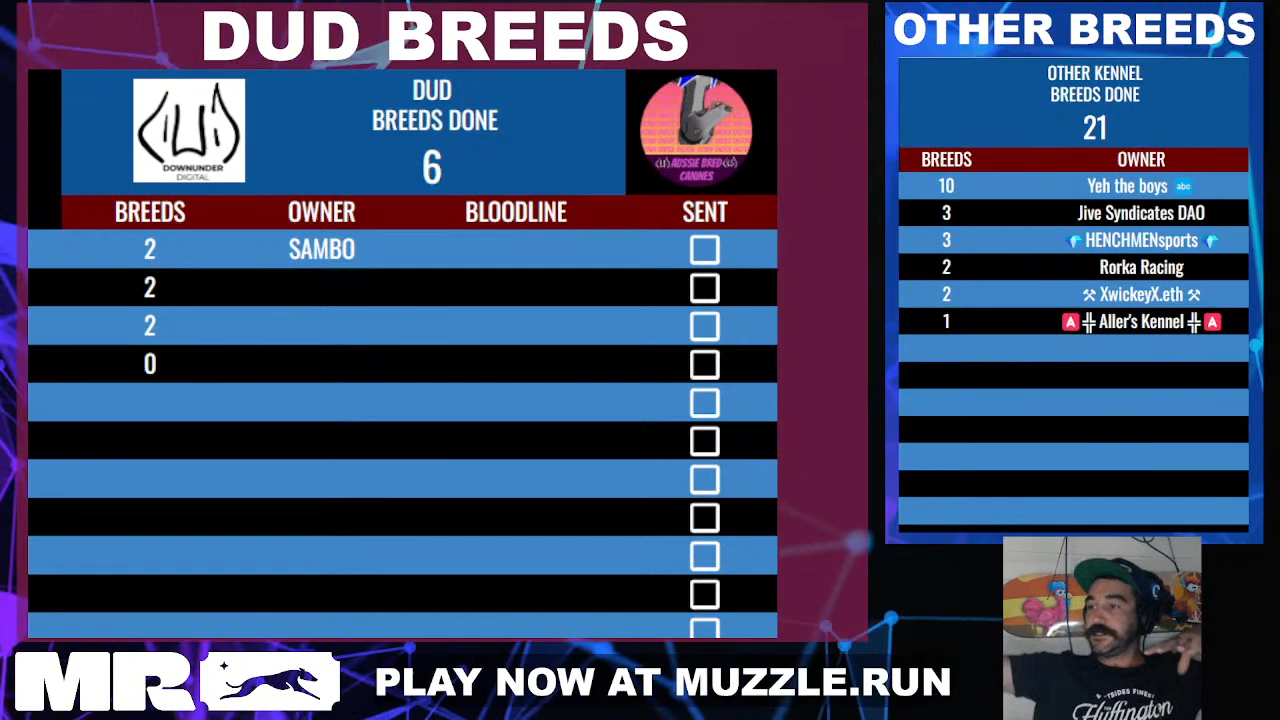 DUD BREEDS
DOWNUNDER
DIGITAL
DUD
BREEDS DONE
6
AUSSIE BRED
CANINES
BREEDS OWNER BLOODLINE SENT
2 SAMBO
2
2
0
OTHER BREEDS
OTHER KENNEL
BREEDS DONE
21
BREEDS OWNER
10 Yeh the boys abc
3 Jive Syndicates DAO
3 💎 HENCHMENsports 💎
2 Rorka Racing
2 ⚒ XwickeyX.eth ⚒
1 🅰 ╬ Aller's Kennel ╬ 🅰
MR PLAY NOW AT MUZZLE.RUN
Fluffington